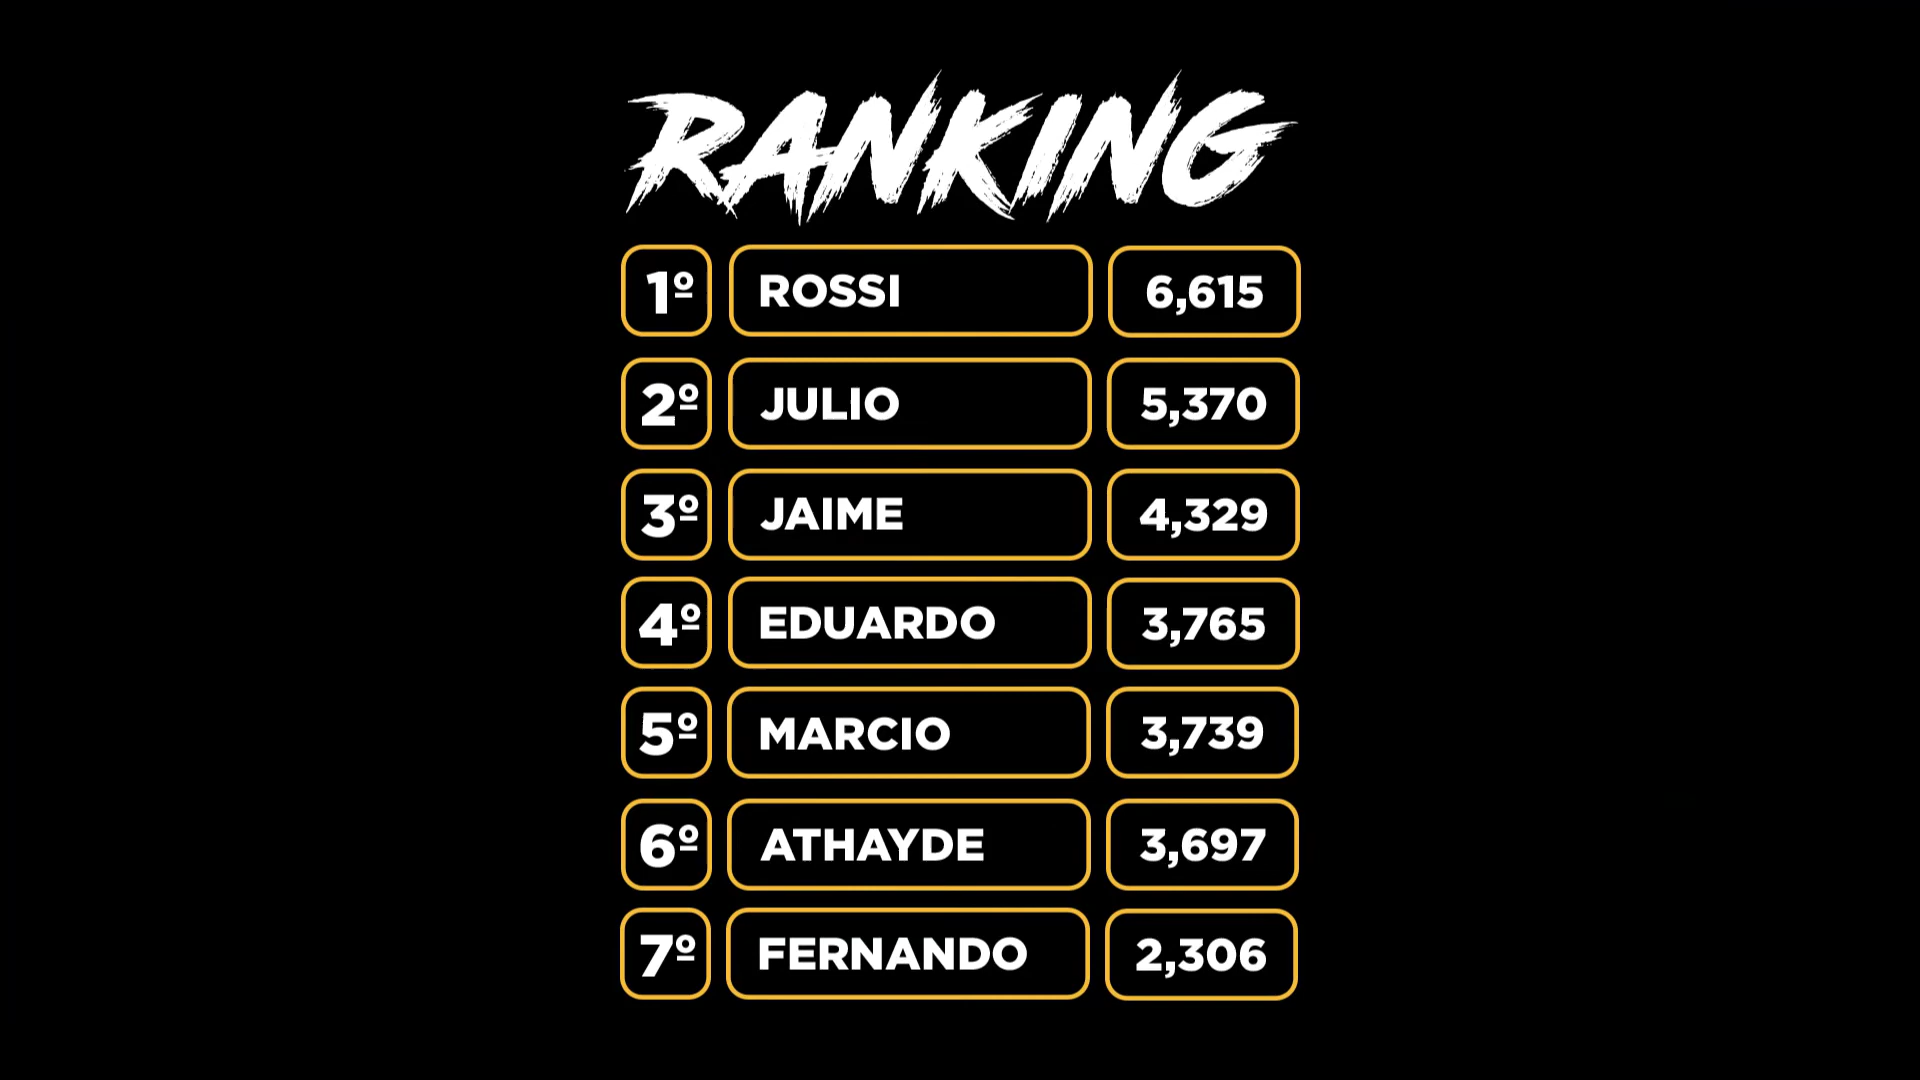 RANKING
1º ROSSI 6,615
2º JULIO 5,370
3º JAIME 4,329
4º EDUARDO 3,765
5º MARCIO 3,739
6º ATHAYDE 3,697
7º FERNANDO 2,306